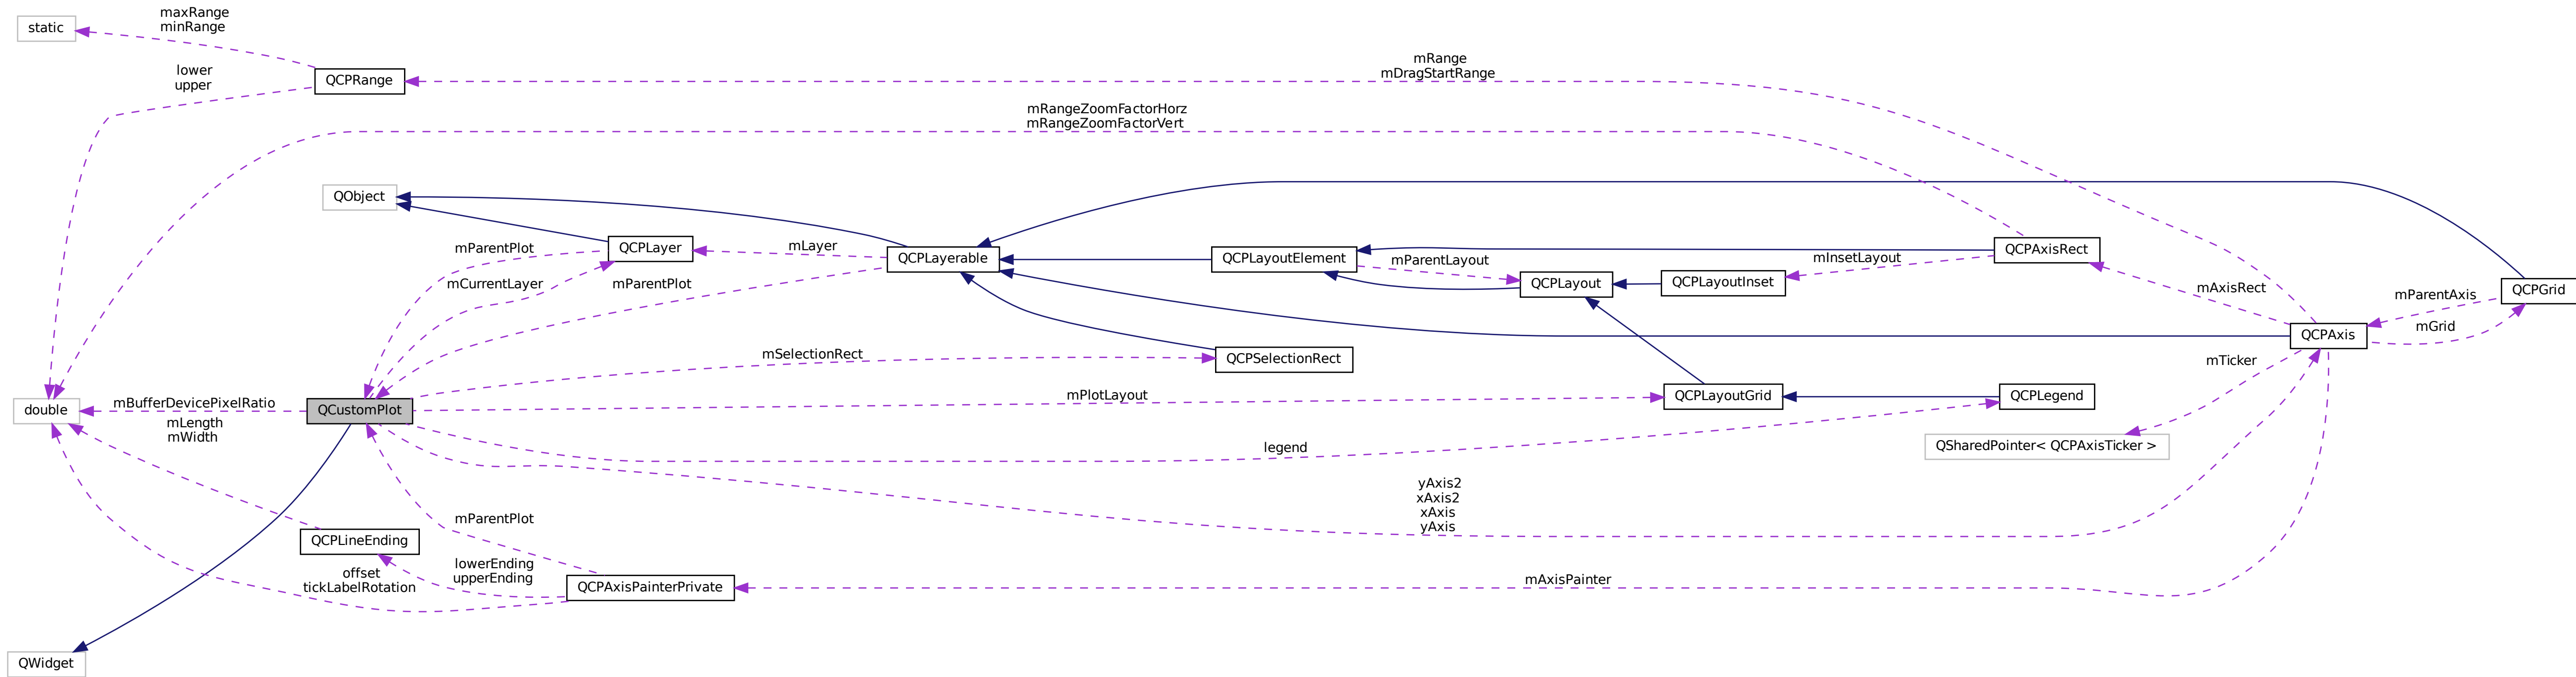 maxRange
minRange
static
lower
upper
QCPRange
mRange
mDragStartRange
mRangeZoomFactorHorz
mRangeZoomFactorVert
QObject
QCPLayer
mParentPlot
mCurrentLayer
mLayer
mParentPlot
QCPLayerable
QCPLayoutElement
mParentLayout
QCPLayout
mInsetLayout
QCPLayoutInset
QCPAxisRect
mAxisRect
mParentAxis
mGrid
QCPGrid
QCPAxis
mTicker
mSelectionRect
QCPSelectionRect
double
mBufferDevicePixelRatio
QCustomPlot
mPlotLayout
QCPLayoutGrid
QCPLegend
mLength
mWidth
legend
QSharedPointer< QCPAxisTicker >
yAxis2
xAxis2
xAxis
yAxis
mParentPlot
QCPLineEnding
lowerEnding
upperEnding
offset
tickLabelRotation
QCPAxisPainterPrivate
mAxisPainter
QWidget